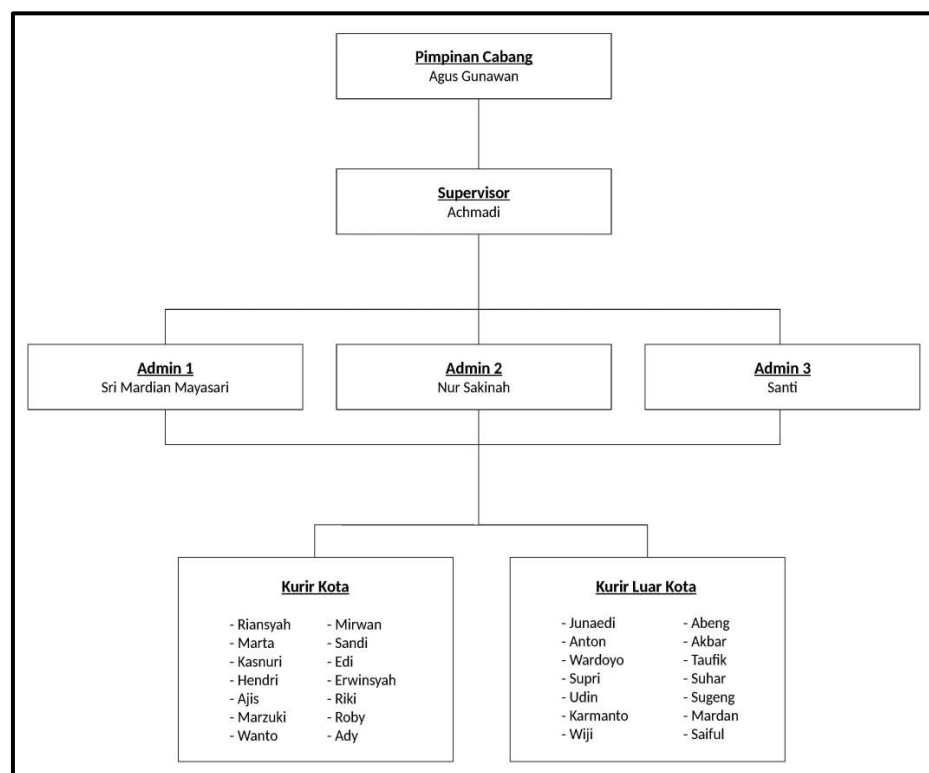 Pimpinan Cabang
Agus Gunawan
Supervisor
Achmadi
Admin 1
Sri Mardian Mayasari
Admin 2
Nur Sakinah
Admin 3
Santi
Kurir Kota
- Riansyah
- Marta
- Kasnuri
- Hendri
- Ajis
- Marzuki
- Wanto
- Mirwan
- Sandi
- Edi
- Erwinsyah
- Riki
- Roby
- Ady
Kurir Luar Kota
- Junaedi
- Anton
- Wardoyo
- Supri
- Udin
- Karmanto
- Wiji
- Abeng
- Akbar
- Taufik
- Suhar
- Sugeng
- Mardan
- Saiful